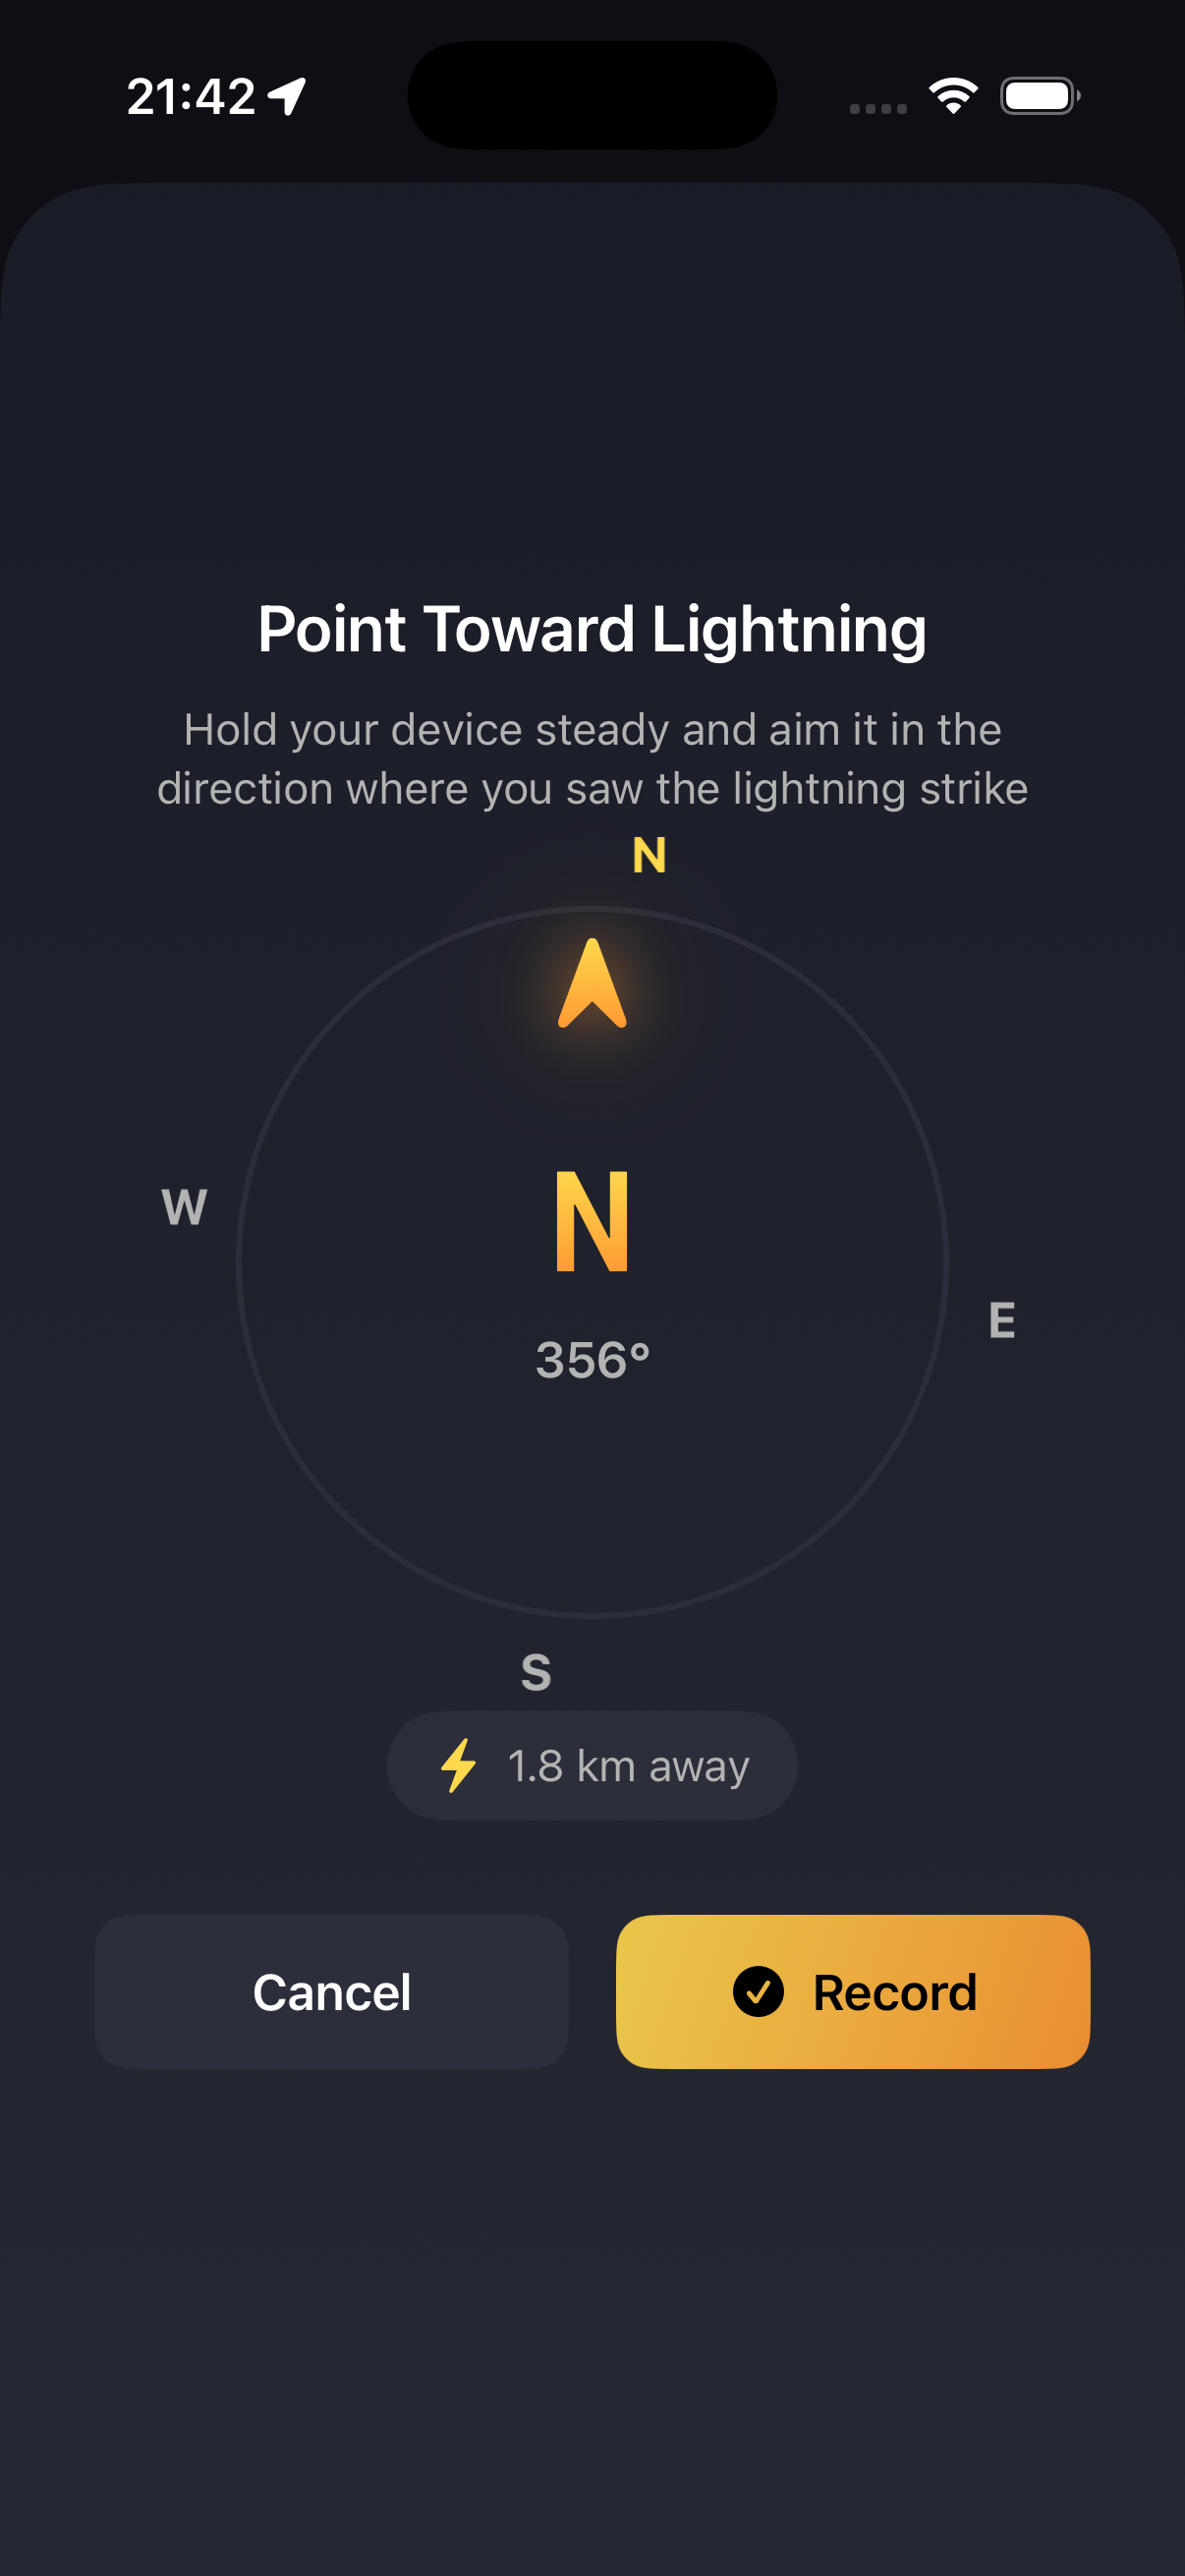 21:42
Point Toward Lightning
Hold your device steady and aim it in the
direction where you saw the lightning strike
N
N
W
E
356°
S
1.8 km away
Cancel
Record